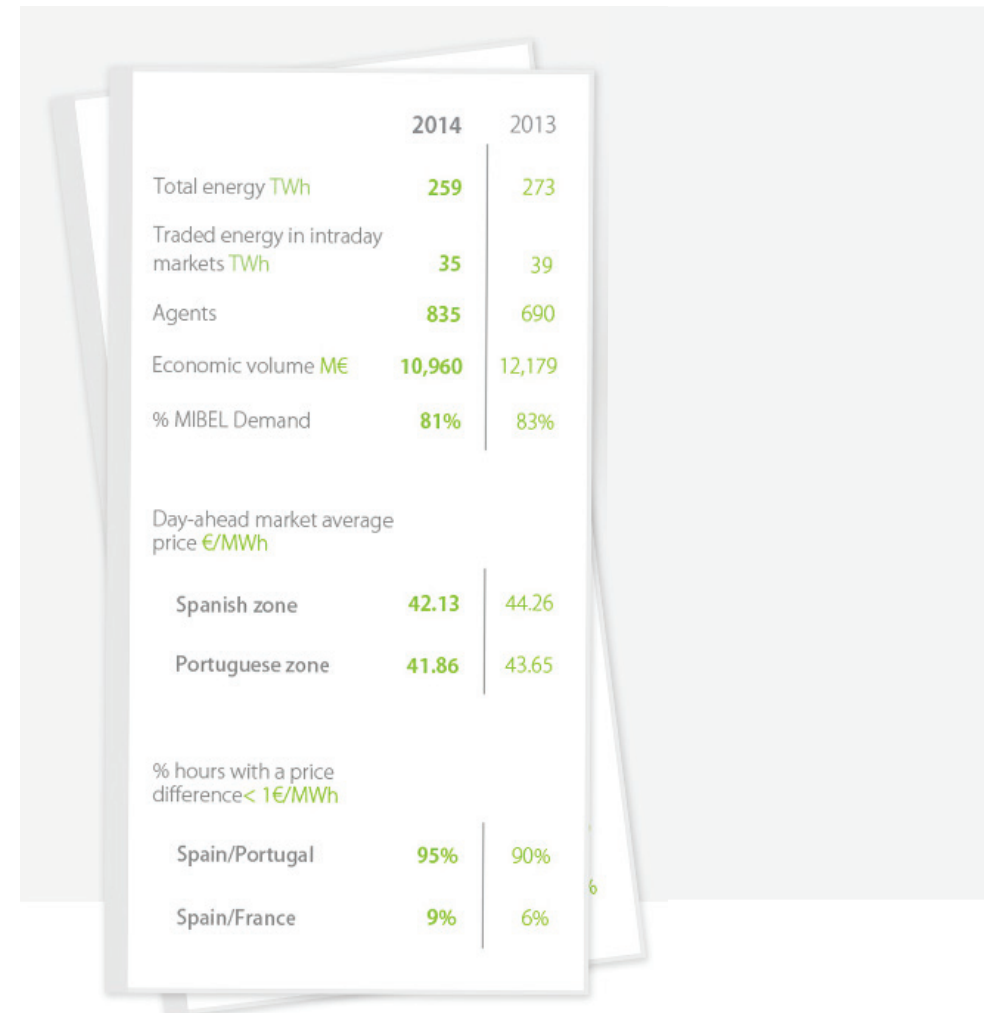 2014 2013
Total energy TWh 259 273
Traded energy in intraday
markets TWh 35 39
Agents 835 690
Economic volume M€ 10,960 12,179
% MIBEL Demand 81% 83%
Day-ahead market average
price €/MWh
Spanish zone 42.13 44.26
Portuguese zone 41.86 43.65
% hours with a price
difference< 1€/MWh
Spain/Portugal 95% 90%
%
Spain/France 9% 6%